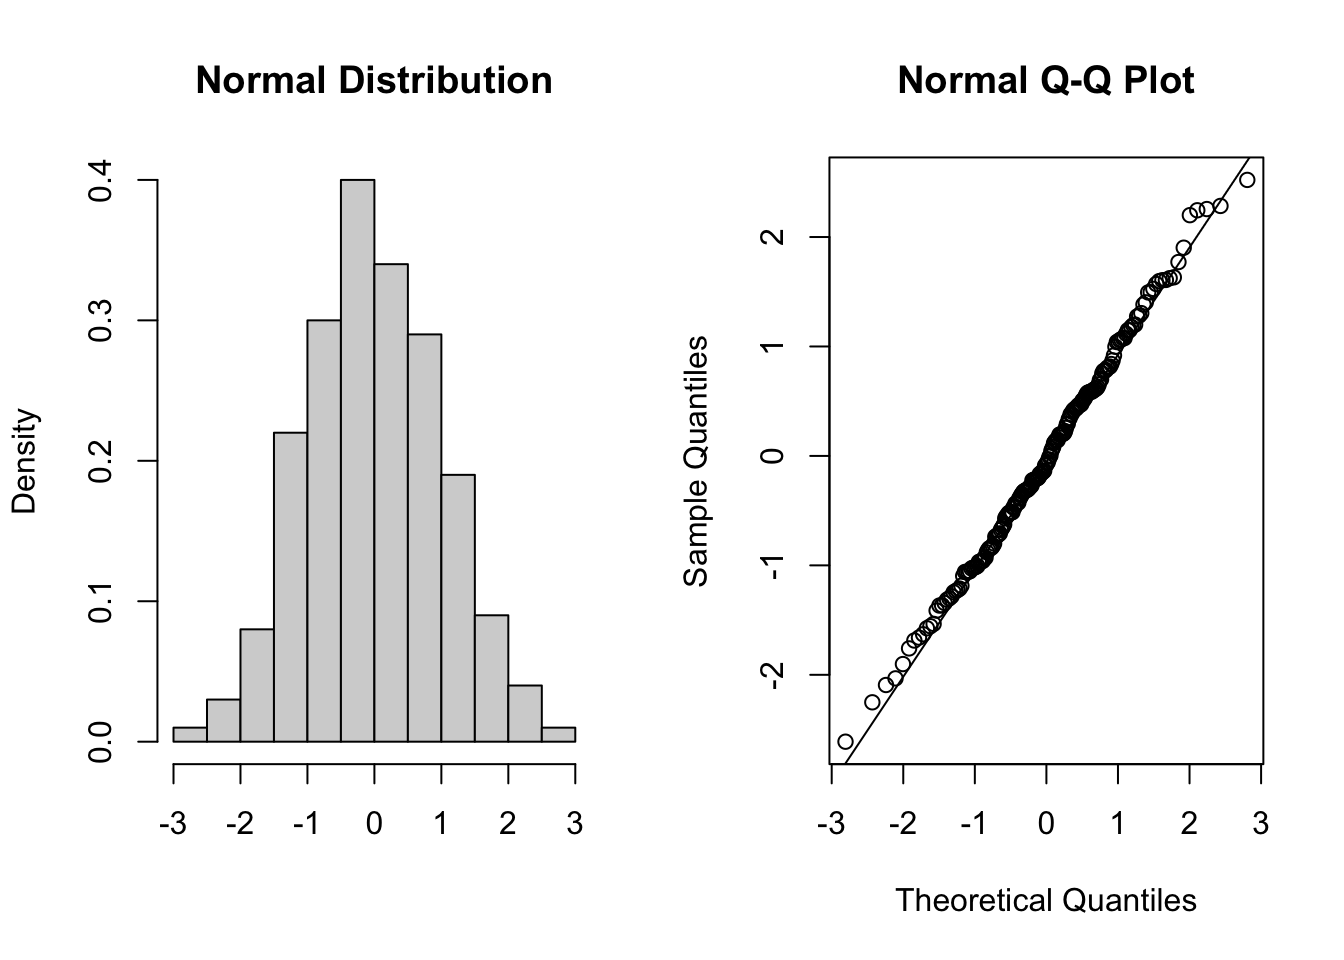 Normal Distribution
Density
0.0 0.1 0.2 0.3 0.4
-3 -2 -1 0 1 2 3
Normal Q-Q Plot
Sample Quantiles
-2 -1 0 1 2
-3 -2 -1 0 1 2 3
Theoretical Quantiles